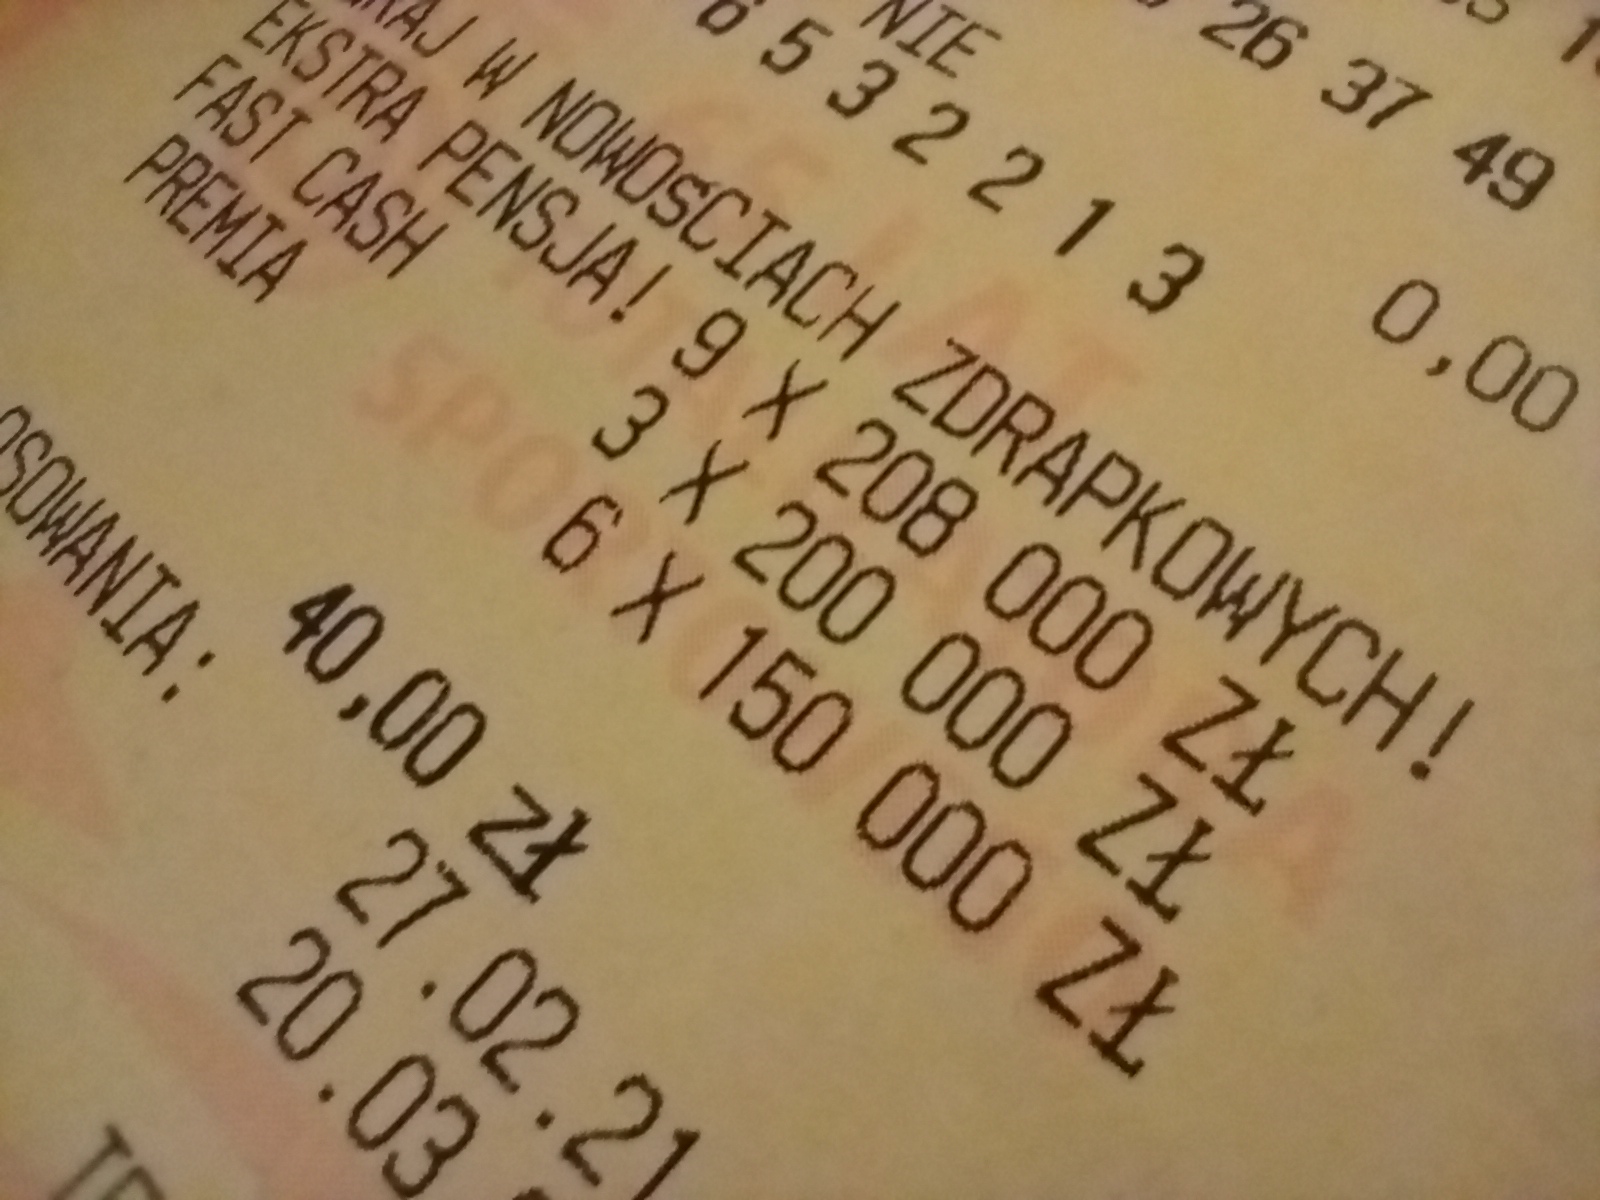 26 37 49
NIE 0,00
6 5 3 2 2 1 3
W NOWOŚCIACH ZDRAPKOWYCH!
EKSTRA PENSJA! 9 X 208 000 ZŁ
FAST CASH 3 X 200 000 ZŁ
PREMIA 6 X 150 000 ZŁ
40,00 zł
OSOWANIA: 27.02.21
20.03